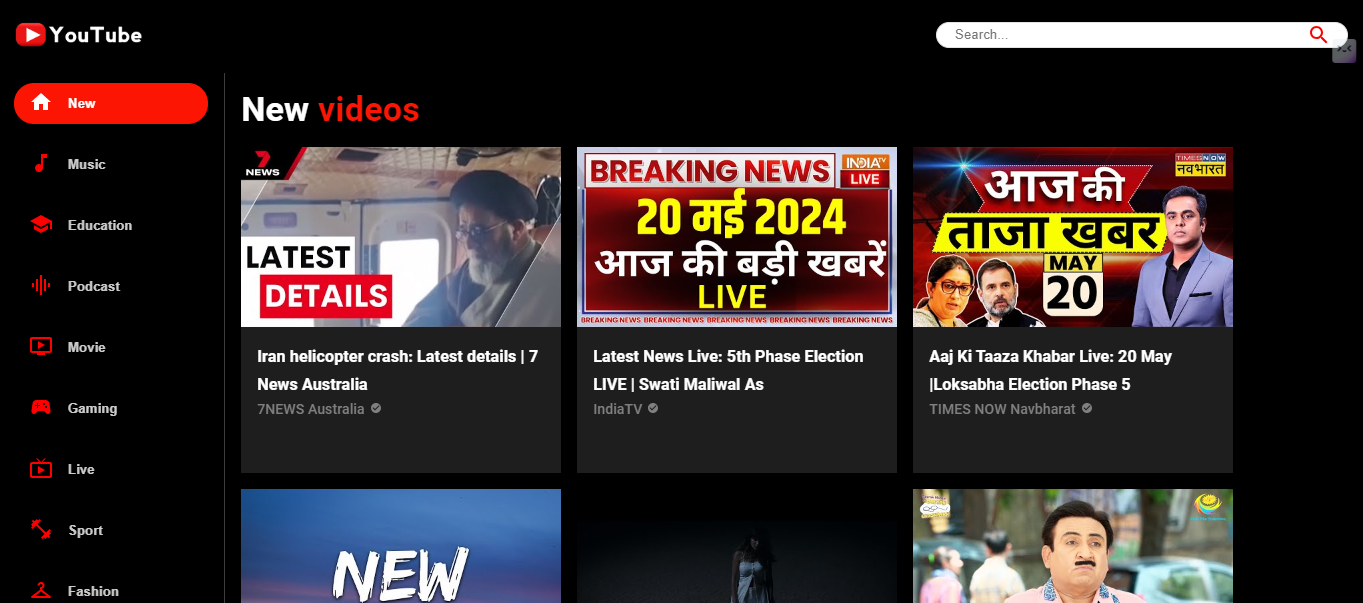 YouTube
Search...
New
Music
Education
Podcast
Movie
Gaming
Live
Sport
Fashion
New videos
7
NEWS
LATEST
DETAILS
Iran helicopter crash: Latest details | 7
News Australia
7NEWS Australia
BREAKING NEWS
INDIA TV
LIVE
20 मई 2024
आज की बड़ी खबरें
LIVE
BREAKING NEWS BREAKING NEWS BREAKING NEWS BREAKING NEWS BREAKING NEWS
Latest News Live: 5th Phase Election
LIVE | Swati Maliwal As
IndiaTV
TIMES NOW
नवभारत
आज की
ताजा खबर
MAY
20
Aaj Ki Taaza Khabar Live: 20 May
|Loksabha Election Phase 5
TIMES NOW Navbharat
NEW